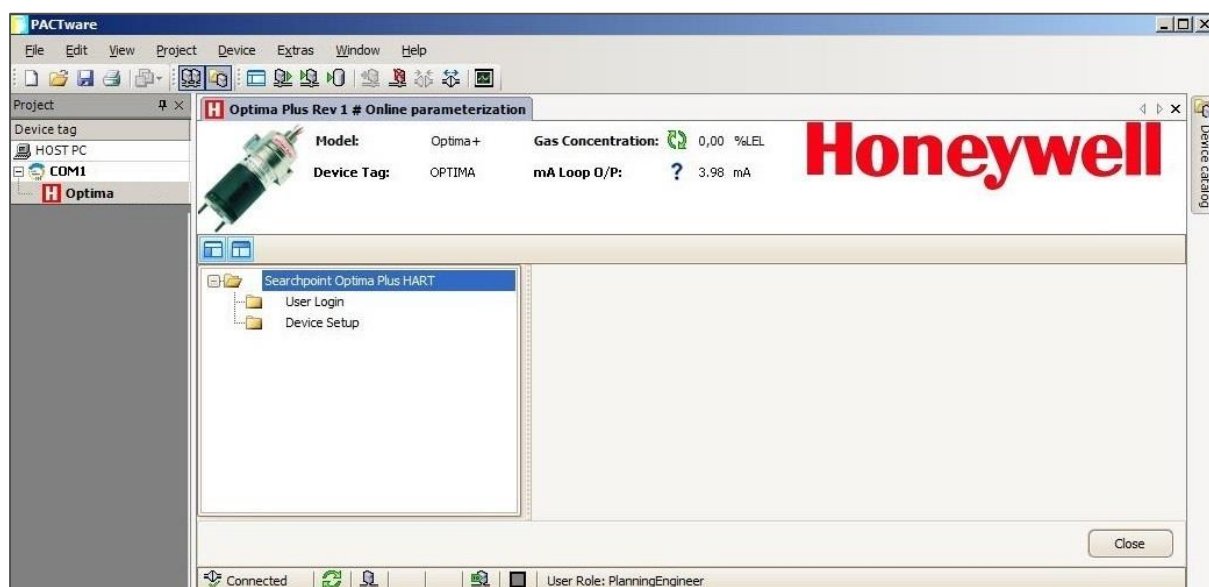 PACTware
File Edit View Project Device Extras Window Help
Project
Device tag
HOST PC
COM1
H Optima
H Optima Plus Rev 1 # Online parameterization
Model: Optima+ Gas Concentration: 0,00 %LEL
Device Tag: OPTIMA mA Loop O/P: ? 3.98 mA
Honeywell
Searchpoint Optima Plus HART
User Login
Device Setup
Close
Connected User Role: PlanningEngineer
Device catalog